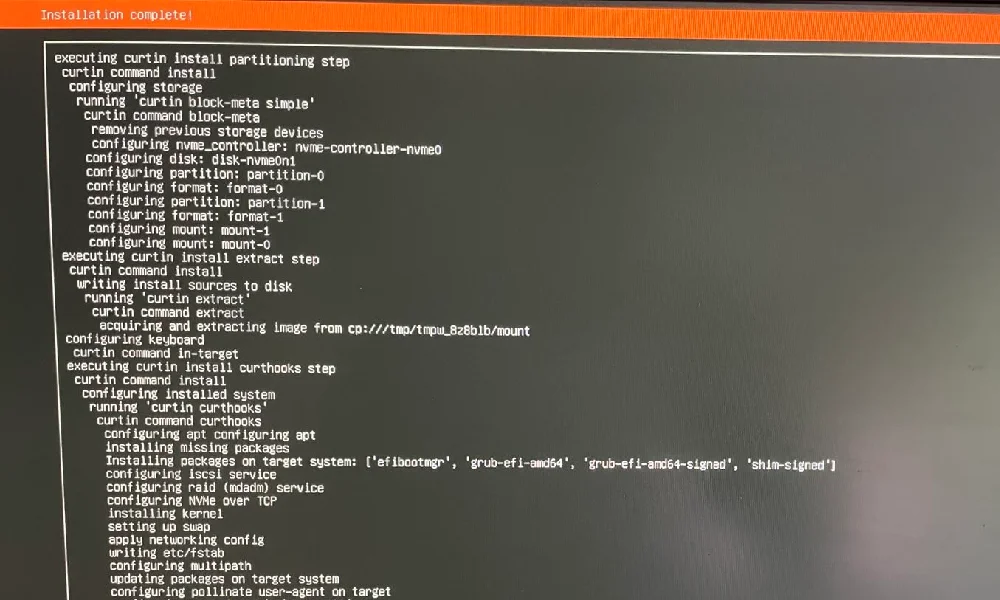 Installation complete!
executing curtin install partitioning step
curtin command install
configuring storage
running 'curtin block-meta simple'
curtin command block-meta
removing previous storage devices
configuring nvme_controller: nvme-controller-nvme0
configuring disk: disk-nvme0n1
configuring partition: partition-0
configuring format: format-0
configuring partition: partition-1
configuring format: format-1
configuring mount: mount-1
configuring mount: mount-0
executing curtin install extract step
curtin command install
writing install sources to disk
running 'curtin extract'
curtin command extract
acquiring and extracting image from cp:///tmp/tmpw_8z8b1b/mount
configuring keyboard
curtin command in-target
executing curtin install curthooks step
curtin command install
configuring installed system
running 'curtin curthooks'
curtin command curthooks
configuring apt configuring apt
installing missing packages
Installing packages on target system: ['efibootmgr', 'grub-efi-amd64', 'grub-efi-amd64-signed', 'shim-signed']
configuring iscsi service
configuring raid (mdadm) service
configuring NVMe over TCP
installing kernel
setting up swap
apply networking config
writing etc/fstab
configuring multipath
updating packages on target system
configuring pollinate user-agent on target